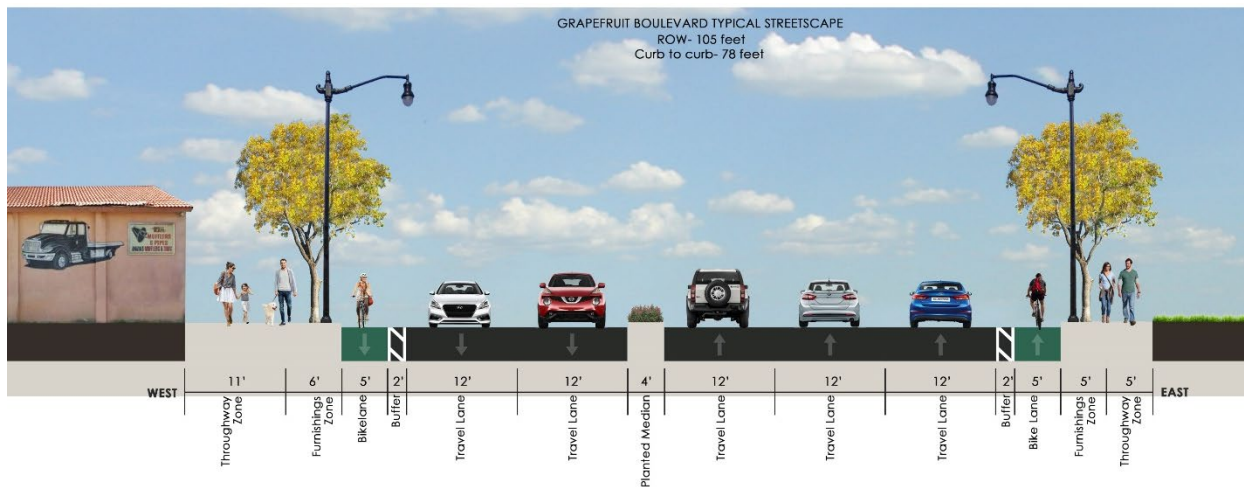 GRAPEFRUIT BOULEVARD TYPICAL STREETSCAPE
ROW- 105 feet
Curb to curb- 78 feet
MUFFLERS
& PIPES
WEST
11'
6'
5'
2'
12'
12'
4'
12'
12'
12'
2'
5'
5'
5'
EAST
Throughway
Zone
Furnishings
Zone
Bikelane
Buffer
Travel Lane
Travel Lane
Planted Median
Travel Lane
Travel Lane
Travel Lane
Buffer
Bike Lane
Furnishings
Zone
Throughway
Zone